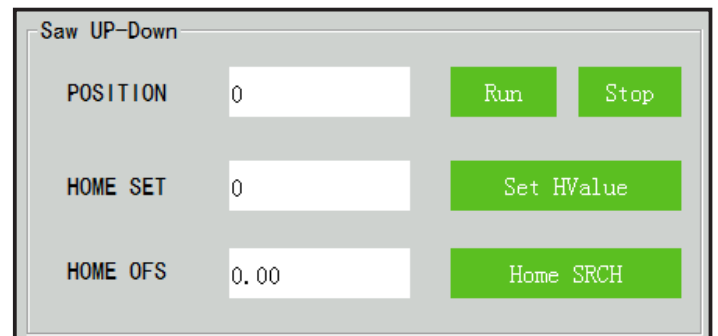 Saw UP-Down
POSITION 0 Run Stop
HOME SET 0 Set HValue
HOME OFS 0.00 Home SRCH